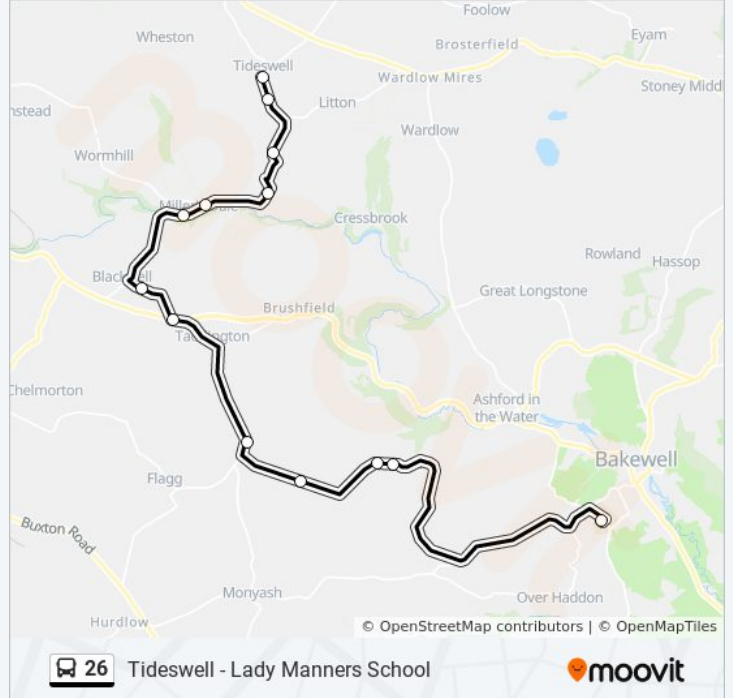 Foolow
Wheston
Eyam
Brosterfield
Tideswell
Wardlow Mires
Stoney Midd
Litton
nstead
Wardlow
Wormhill
Cressbrook
Rowland
Hassop
Great Longstone
Brushfield
Chelmorton
Ashford in
the Water
Bakewell
Flagg
Buxton Road
Monyash
Over Haddon
Hurdlow
© OpenStreetMap contributors | © OpenMapTiles
26 Tideswell - Lady Manners School
moovit